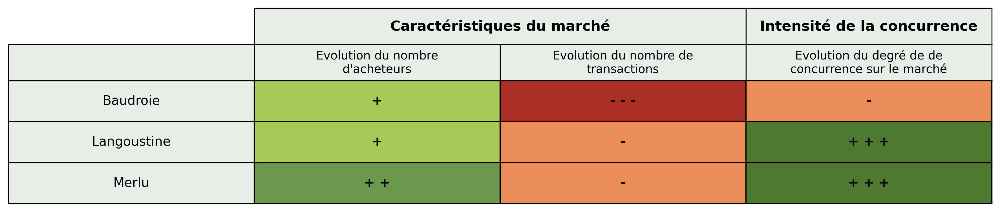 Caractéristiques du marché
Intensité de la concurrence
Evolution du nombre
d'acheteurs
Evolution du nombre de
transactions
Evolution du degré de de
concurrence sur le marché
Baudroie
+
- - -
-
Langoustine
+
-
+ + +
Merlu
+ +
-
+ + +